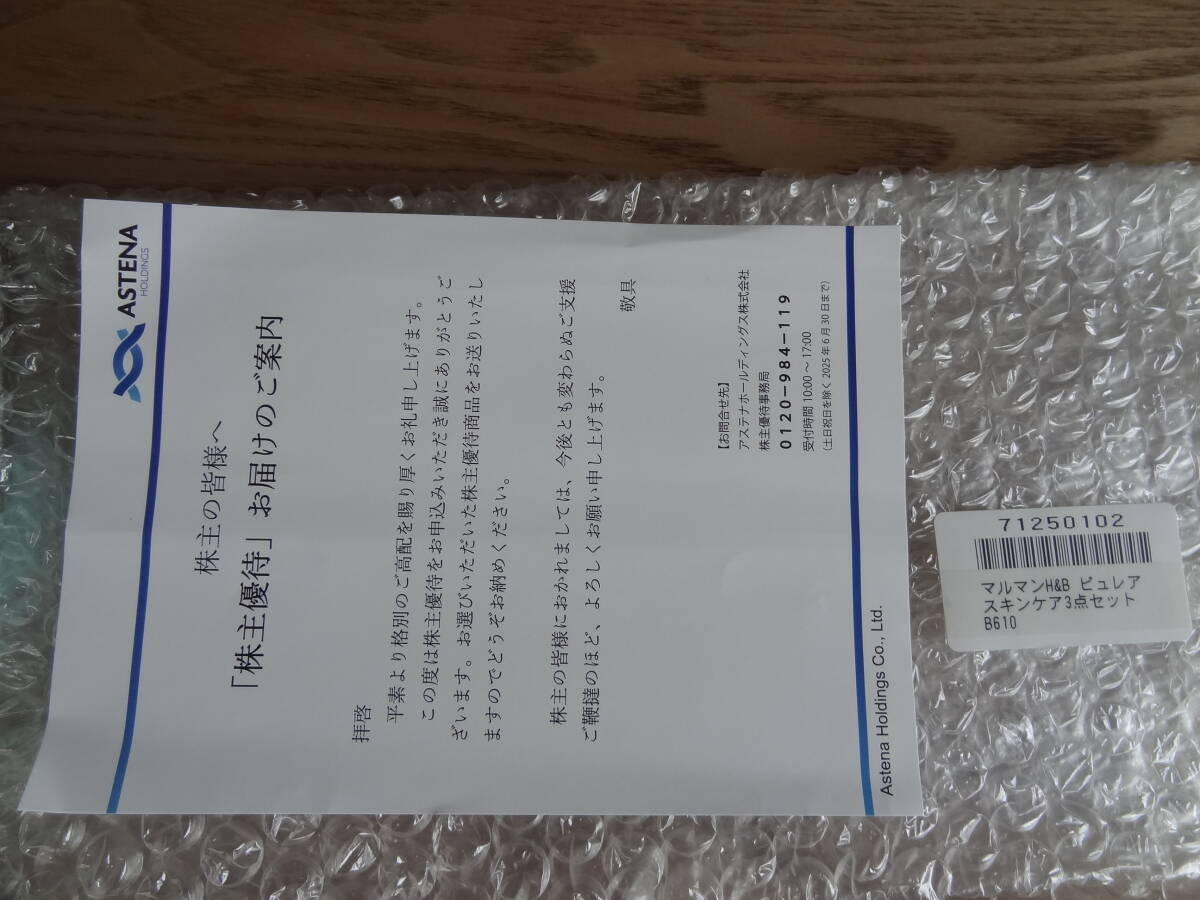 ASTENA
HOLDINGS
株主の皆様へ
「株主優待」お届けのご案内
拝啓
平素より格別のご高配を賜り厚くお礼申し上げます。
この度は株主優待をお申込みいただき誠にありがとうご
ざいます。お選びいただいた株主優待商品をお送りいたし
ますのでどうぞお納めください。
株主の皆様におかれましては、今後とも変わらぬご支援
ご鞭撻のほど、よろしくお願い申し上げます。
敬具
【お問合せ先】
アステナホールディングス株式会社
株主優待事務局
0120-984-119
受付時間 10:00～17:00
（土日祝日を除く 2025年6月30日まで）
Astena Holdings Co., Ltd.
71250102
マルマンH&B ピュレア
スキンケア3点セット
B610